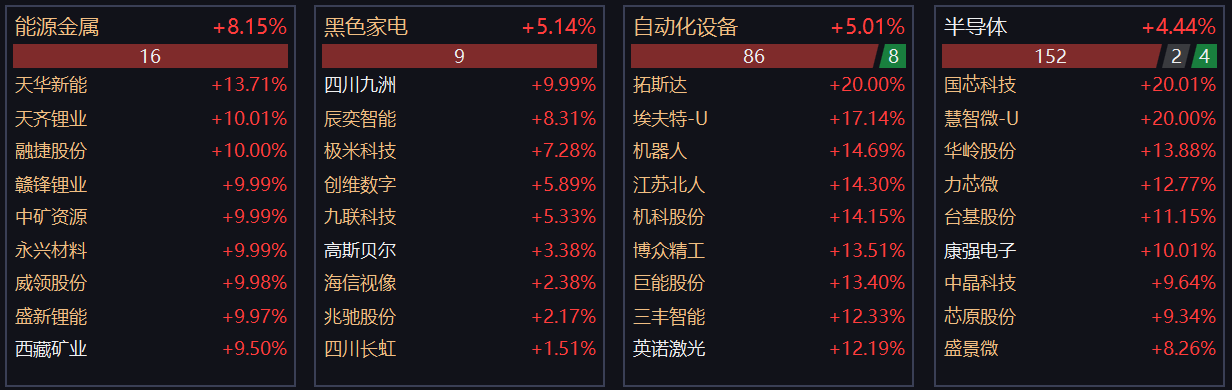 能源金属 +8.15%
16
天华新能 +13.71%
天齐锂业 +10.01%
融捷股份 +10.00%
赣锋锂业 +9.99%
中矿资源 +9.99%
永兴材料 +9.99%
威领股份 +9.98%
盛新锂能 +9.97%
西藏矿业 +9.50%
黑色家电 +5.14%
9
四川九洲 +9.99%
辰奕智能 +8.31%
极米科技 +7.28%
创维数字 +5.89%
九联科技 +5.33%
高斯贝尔 +3.38%
海信视像 +2.38%
兆驰股份 +2.17%
四川长虹 +1.51%
自动化设备 +5.01%
86 8
拓斯达 +20.00%
埃夫特-U +17.14%
机器人 +14.69%
江苏北人 +14.30%
机科股份 +14.15%
博众精工 +13.51%
巨能股份 +13.40%
三丰智能 +12.33%
英诺激光 +12.19%
半导体 +4.44%
152 2 4
国芯科技 +20.01%
慧智微-U +20.00%
华岭股份 +13.88%
力芯微 +12.77%
台基股份 +11.15%
康强电子 +10.01%
中晶科技 +9.64%
芯原股份 +9.34%
盛景微 +8.26%